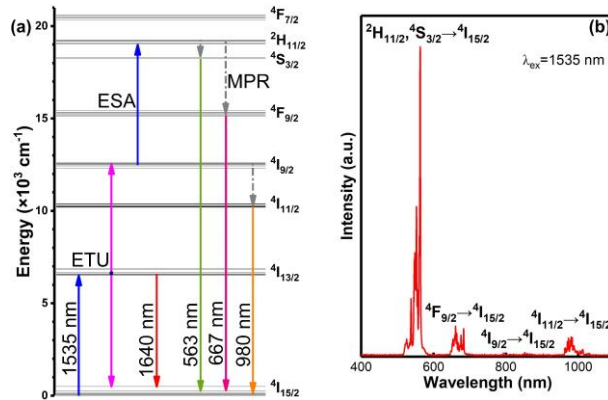 (a)
Energy (×10³ cm⁻¹)
20
15
10
5
0
⁴F₇/₂
²H₁₁/₂
⁴S₃/₂
⁴F₉/₂
⁴I₉/₂
⁴I₁₁/₂
⁴I₁₃/₂
⁴I₁₅/₂
ESA
MPR
ETU
1535 nm
1640 nm
563 nm
667 nm
980 nm
(b)
²H₁₁/₂, ⁴S₃/₂→⁴I₁₅/₂
λₑₓ=1535 nm
Intensity (a.u.)
⁴F₉/₂→⁴I₁₅/₂
⁴I₉/₂→⁴I₁₅/₂
⁴I₁₁/₂→⁴I₁₅/₂
400 600 800 1000
Wavelength (nm)